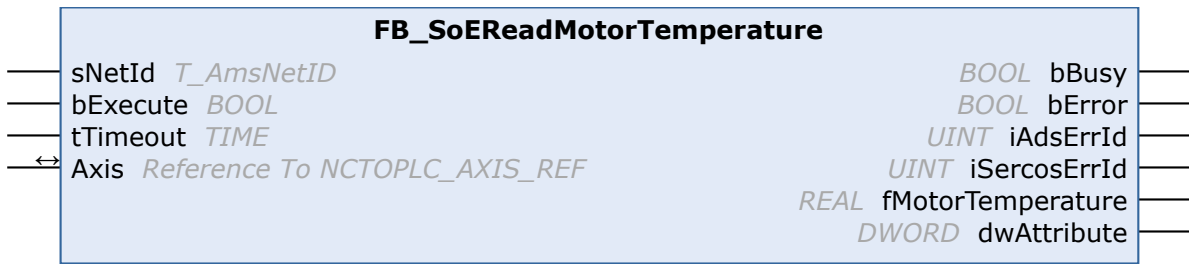 FB_SoEReadMotorTemperature
sNetId T_AmsNetID BOOL bBusy
bExecute BOOL BOOL bError
tTimeout TIME UINT iAdsErrId
Axis Reference To NCTOPLC_AXIS_REF UINT iSercosErrId
REAL fMotorTemperature
DWORD dwAttribute